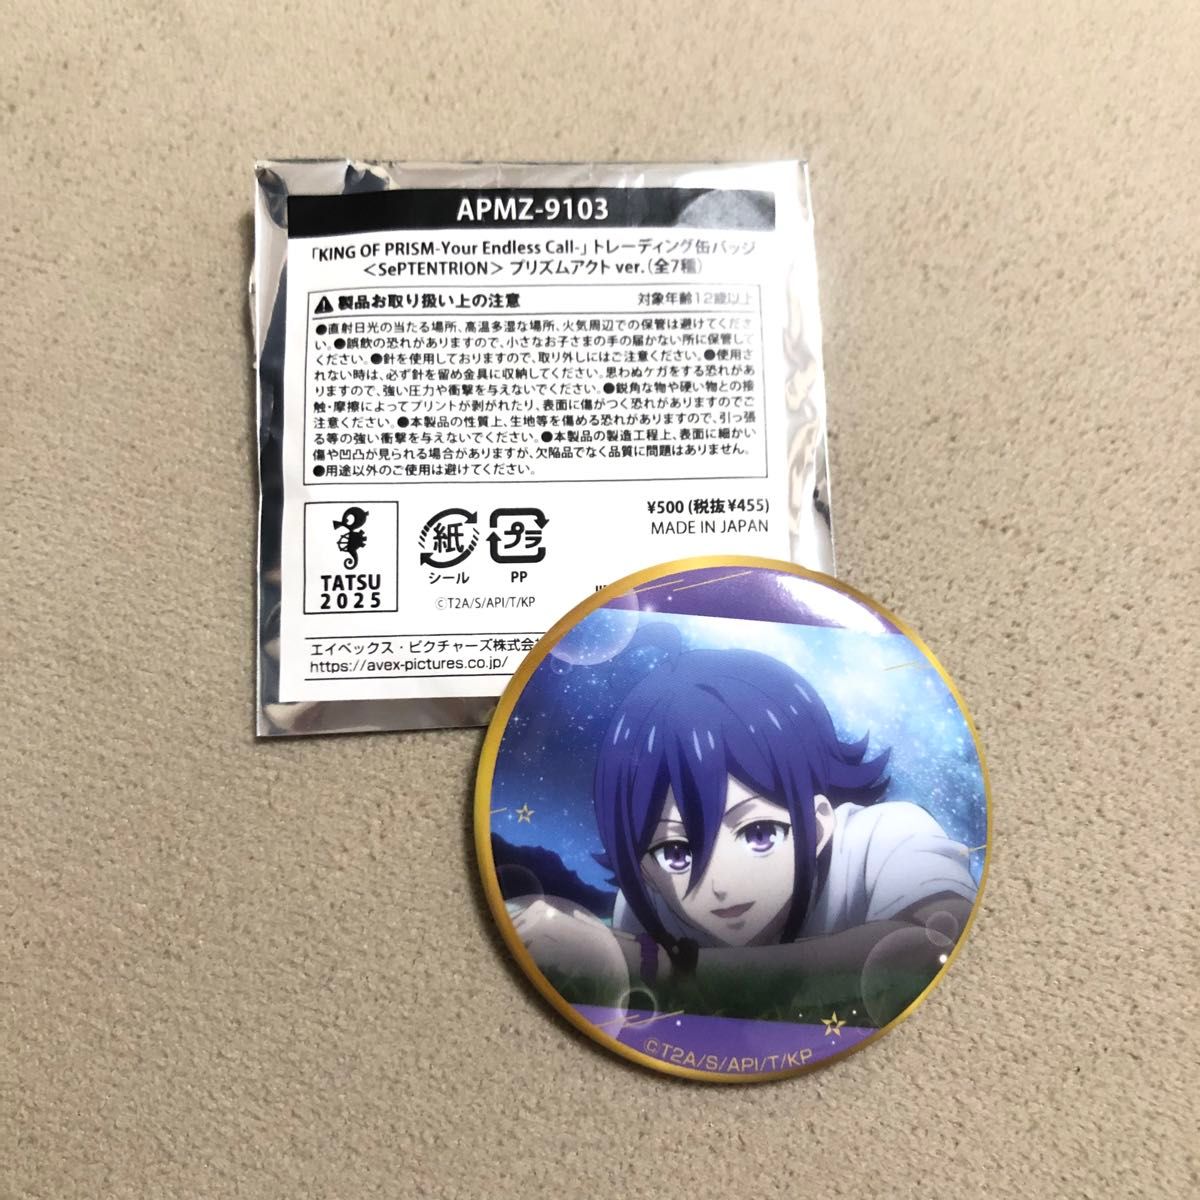 APMZ-9103
「KING OF PRISM-Your Endless Call-」トレーディング缶バッジ
＜SePTENTRION＞ プリズムアクト ver.（全7種）
製品お取り扱い上の注意 対象年齢12歳以上
●直射日光の当たる場所、高温多湿な場所、火気周辺での保管は避けてくださ
い。●誤飲の恐れがありますので、小さなお子さまの手の届かない所に保管して
ください。●針を使用しておりますので、取り外しにはご注意ください。●使用さ
れない時は、必ず針を留め金具に収納してください。思わぬケガをする恐れがあ
りますので、強い圧力や衝撃を与えないでください。●鋭角な物や硬い物との接
触・摩擦によってプリントが剥がれたり、表面に傷がつく恐れがありますのでご
注意ください。●本製品の性質上、生地等を傷める恐れがありますので、引っ張
る等の強い衝撃を与えないでください。●本製品の製造工程上、表面に細かい
傷や凹凸が見られる場合がありますが、欠陥品でなく品質に問題はありません。
●用途以外のご使用は避けてください。
¥500 (税抜¥455)
MADE IN JAPAN
紙 プラ
シール PP
TATSU
2025
©T2A/S/API/T/KP
エイベックス・ピクチャーズ株式会
https://avex-pictures.co.jp/
©T2A/S/API/T/KP